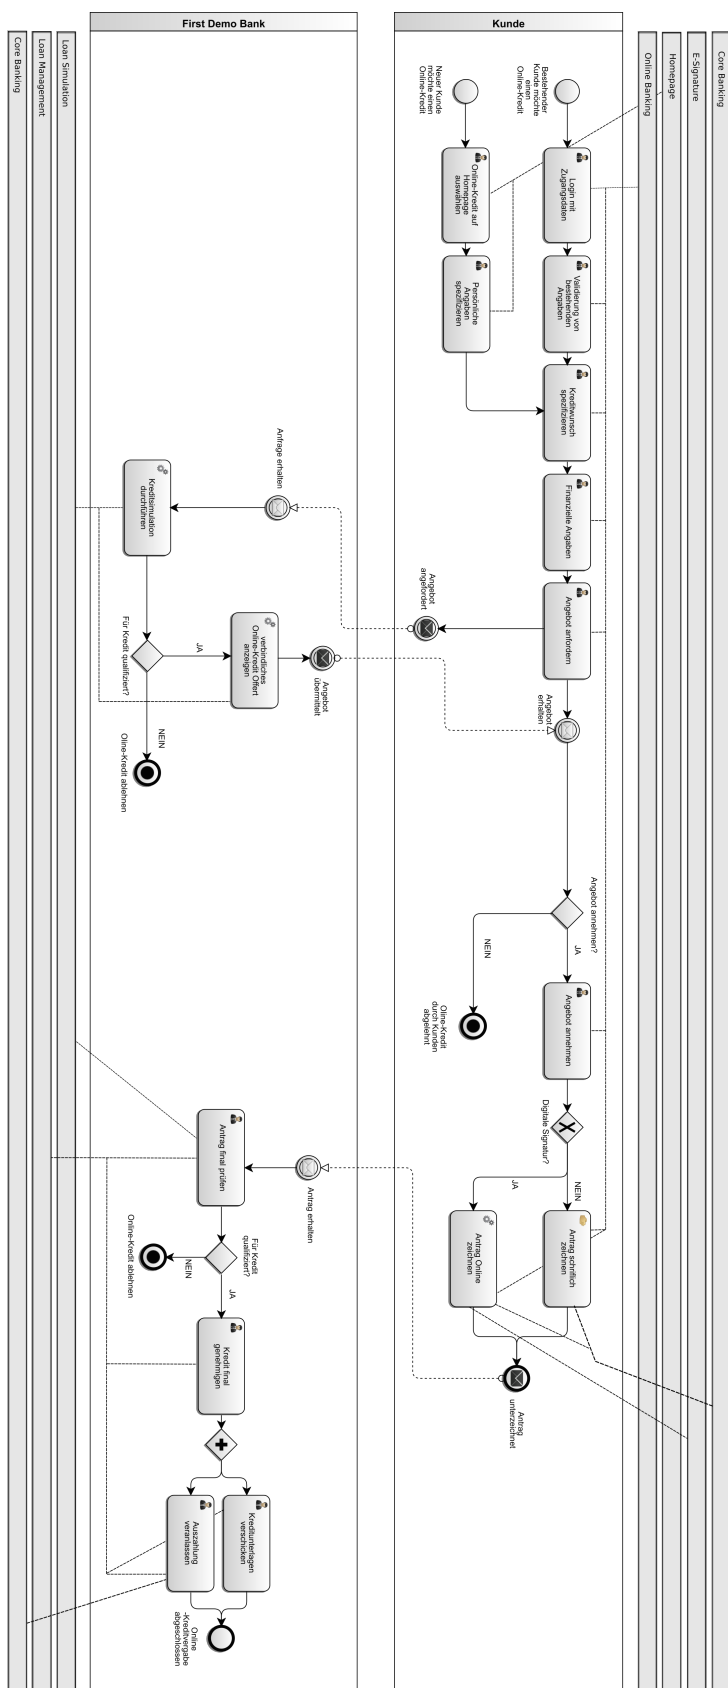 Core Banking
E-Signature
Homepage
Online Banking
Kunde
Bestehender
Kunde möchte
einen
Online-Kredit
Login mit
Zugangsdaten
Validierung von
bestehenden
Angaben
Kreditwunsch
spezifizieren
Finanzielle Angaben
Angebot anfordern
Angebot
erhalten
Angebot annehmen?
JA
NEIN
Angebot annehmen
Digitale Signatur?
NEIN
JA
Antrag schriftlich
zeichnen
Antrag Online
zeichnen
Antrag
unterzeichnet
Oline-Kredit
durch Kunden
abgelehnt
Neuer Kunde
möchte einen
Online-Kredit
Online-Kredit auf
Homepage
auswählen
Persönliche
Angaben
spezifizieren
Angebot
angefordert
First Demo Bank
Anfrage erhalten
Kreditsimulation
durchführen
Für Kredit qualifiziert?
JA
NEIN
Oline-Kredit ablehnen
verbindliches
Online-Kredit Offert
anzeigen
Angebot
übermittelt
Antrag erhalten
Antrag final prüfen
Für Kredit
qualifiziert?
NEIN
JA
Online-Kredit ablehnen
Kredit final
genehmigen
Kreditunterlagen
verschicken
Auszahlung
veranlassen
Online
-Kreditvergabe
abgeschlossen
Loan Simulation
Loan Management
Core Banking